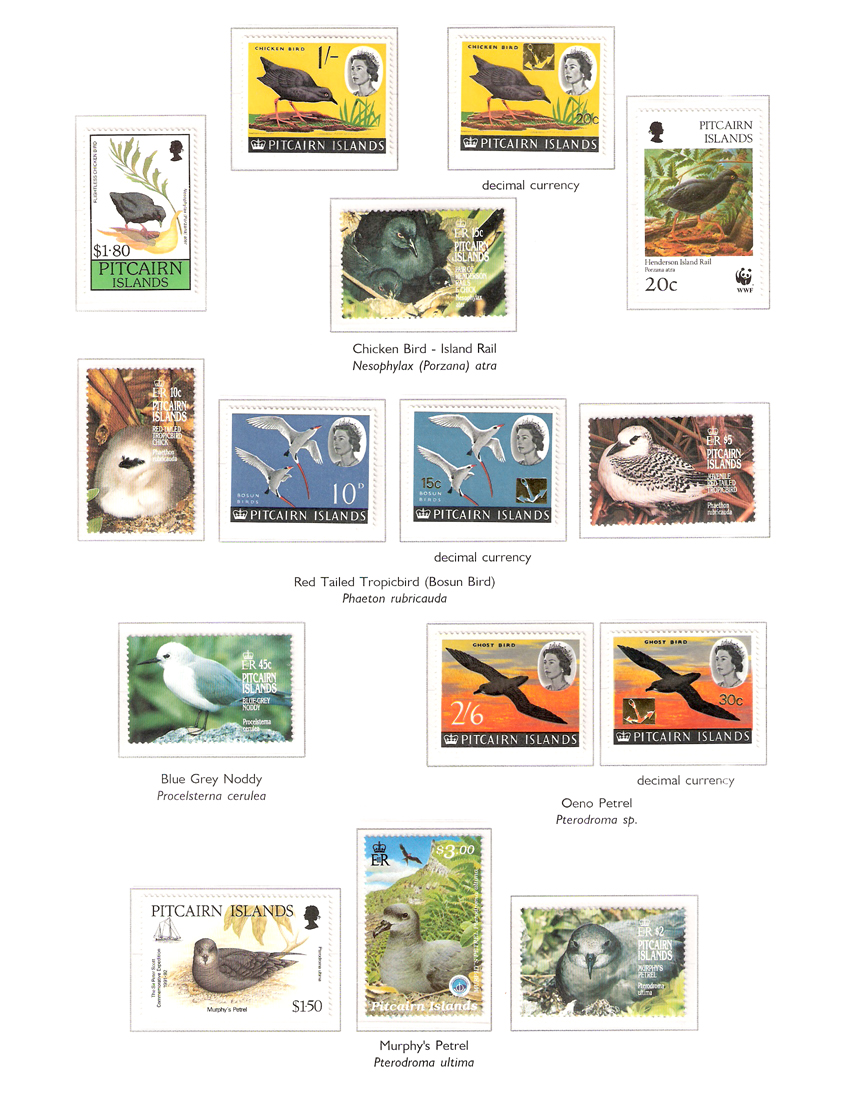 CHICKEN BIRD
1/-
PITCAIRN ISLANDS
CHICKEN BIRD
20c
PITCAIRN ISLANDS
decimal currency
FLIGHTLESS CHICKEN BIRD
Nesophylax Porzana atra
$1·80
PITCAIRN
ISLANDS
PITCAIRN
ISLANDS
Henderson Island Rail
Porzana atra
20c
WWF
E R 15c
PITCAIRN
ISLANDS
HENDERSON
Nesophylax
Chicken Bird - Island Rail
Nesophylax (Porzana) atra
E R 10c
PITCAIRN
ISLANDS
RED-TAILED
TROPICBIRD
CHICK
Phaethon
rubricauda
BOSUN
BIRDS
10D
PITCAIRN ISLANDS
15c
BOSUN
BIRDS
PITCAIRN ISLANDS
E R $5
PITCAIRN
ISLANDS
JUVENILE
RED-TAILED
TROPICBIRD
Phaethon
rubricauda
decimal currency
Red Tailed Tropicbird (Bosun Bird)
Phaeton rubricauda
E R 45c
PITCAIRN
ISLANDS
BLUE-GREY
NODDY
Procelsterna
cerulea
GHOST BIRD
2/6
PITCAIRN ISLANDS
GHOST BIRD
30c
PITCAIRN ISLANDS
Blue Grey Noddy
Procelsterna cerulea
decimal currency
Oeno Petrel
Pterodroma sp.
PITCAIRN ISLANDS
The Sir Peter Scott
Commemorative Expedition
1991-92
Pterodroma ultima
Murphy's Petrel
$1·50
ER
$3.00
Pitcairn Islands
E R $2
PITCAIRN
ISLANDS
MURPHY'S
PETREL
Pterodroma
ultima
Murphy's Petrel
Pterodroma ultima